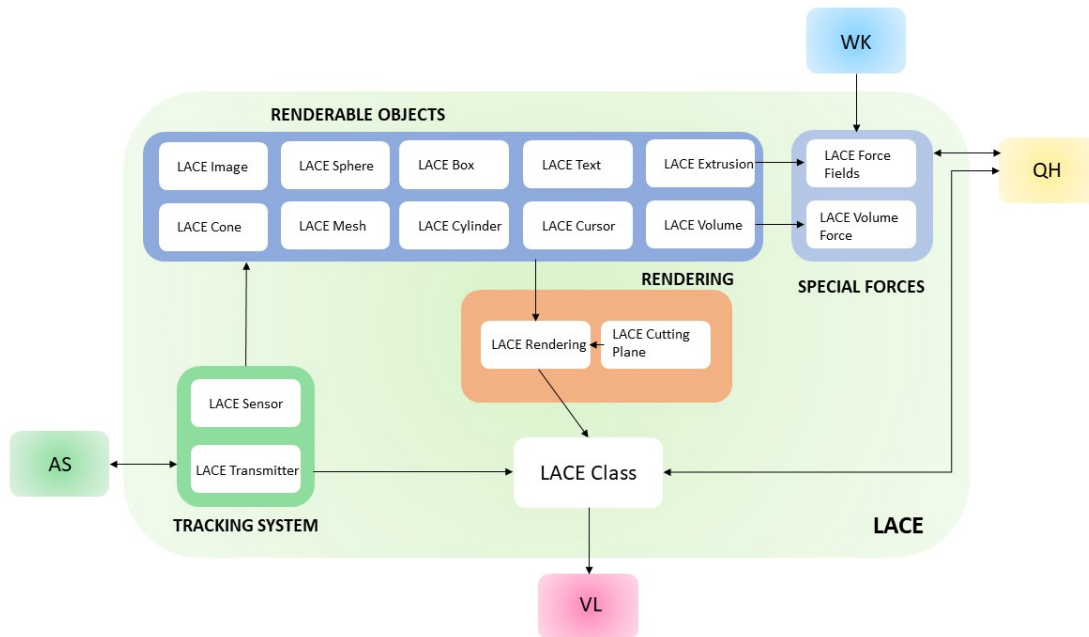 WK
RENDERABLE OBJECTS
LACE Image
LACE Sphere
LACE Box
LACE Text
LACE Extrusion
LACE Cone
LACE Mesh
LACE Cylinder
LACE Cursor
LACE Volume
LACE Force
Fields
LACE Volume
Force
QH
RENDERING
SPECIAL FORCES
LACE Rendering
LACE Cutting
Plane
LACE Sensor
LACE Transmitter
AS
TRACKING SYSTEM
LACE Class
LACE
VL